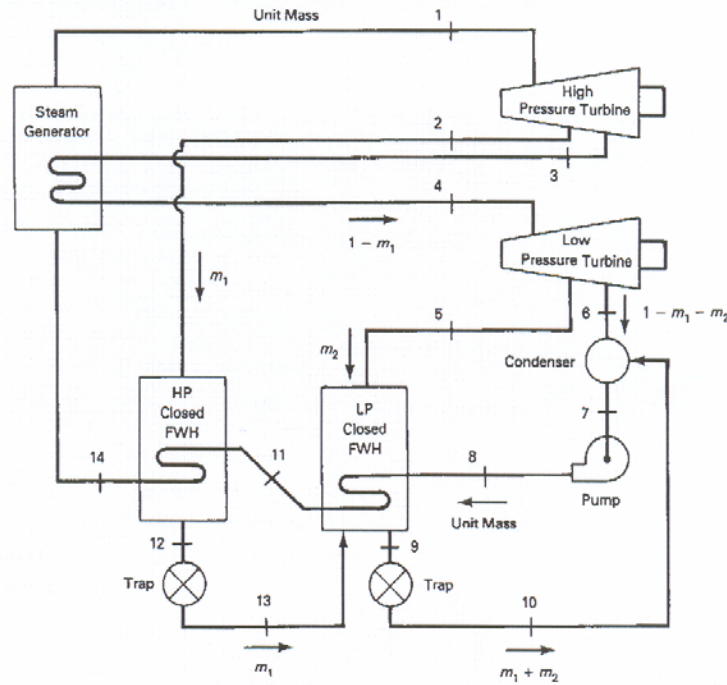 Unit Mass
1
Steam
Generator
High
Pressure Turbine
2
3
4
1 – m₁
Low
Pressure Turbine
m₁
5
6
1 – m₁ – m₂
m₂
Condenser
HP
Closed
FWH
LP
Closed
FWH
7
14
11
8
Pump
Unit Mass
12
9
Trap
Trap
13
10
m₁
m₁ + m₂